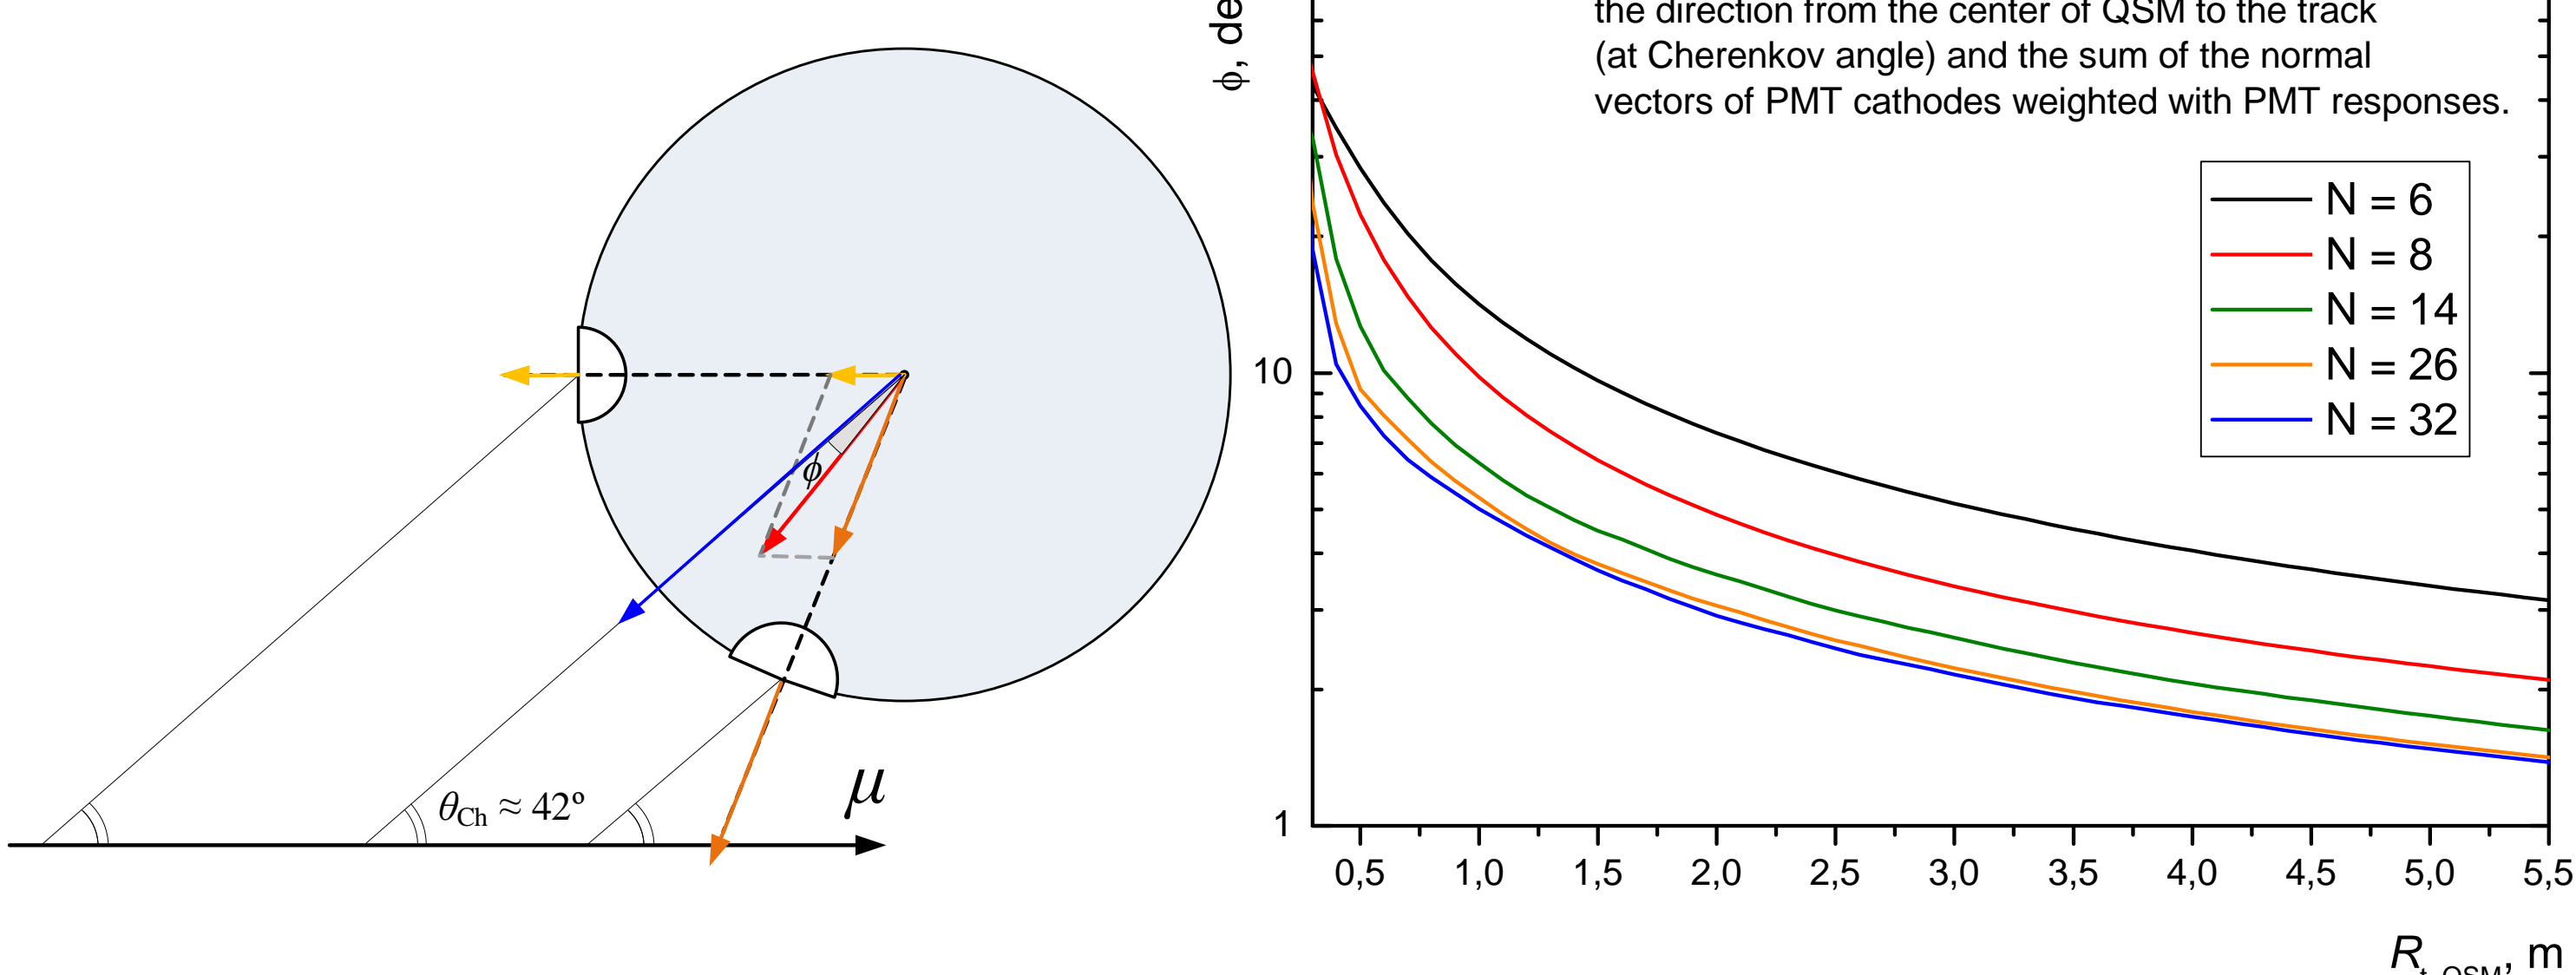 the direction from the center of QSM to the track
(at Cherenkov angle) and the sum of the normal
vectors of PMT cathodes weighted with PMT responses.
ϕ, de
N = 6
N = 8
N = 14
N = 26
N = 32
10
1
ϕ
θCh ≈ 42º
μ
0,5 1,0 1,5 2,0 2,5 3,0 3,5 4,0 4,5 5,0 5,5
Rt_QSM, m